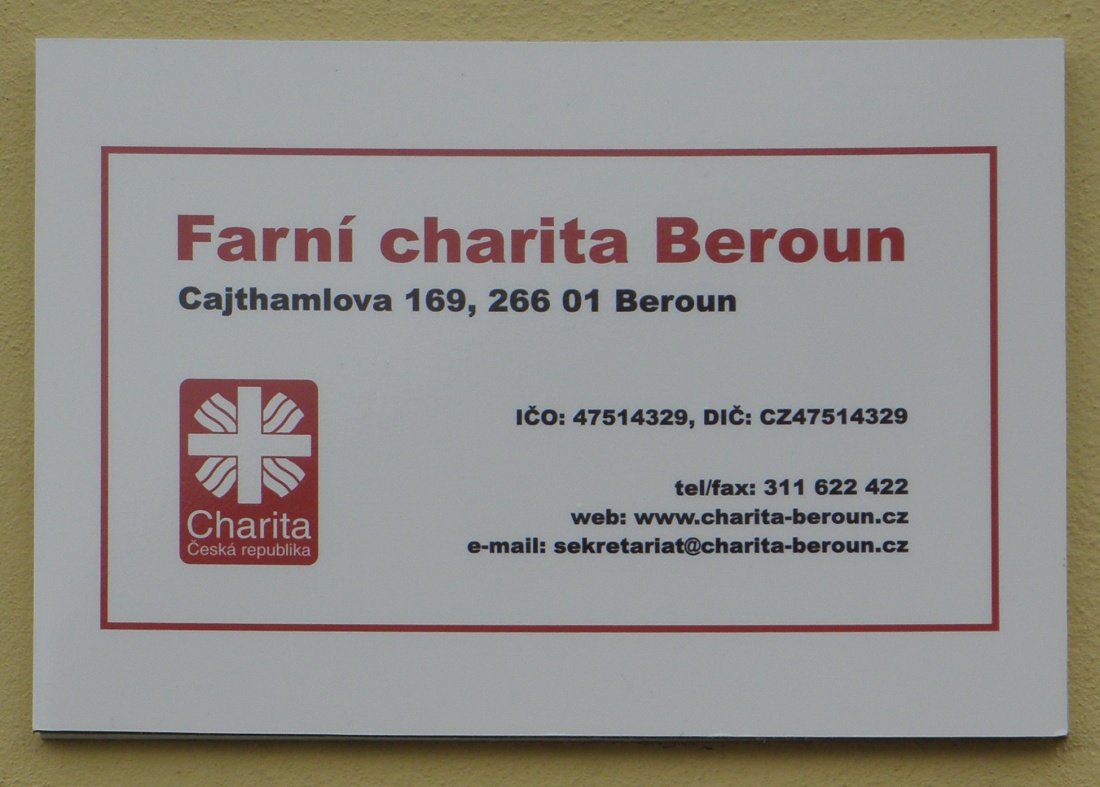 Farní charita Beroun
Cajthamlova 169, 266 01 Beroun
IČO: 47514329, DIČ: CZ47514329
tel/fax: 311 622 422
web: www.charita-beroun.cz
e-mail: sekretariat@charita-beroun.cz
Charita
Česká republika